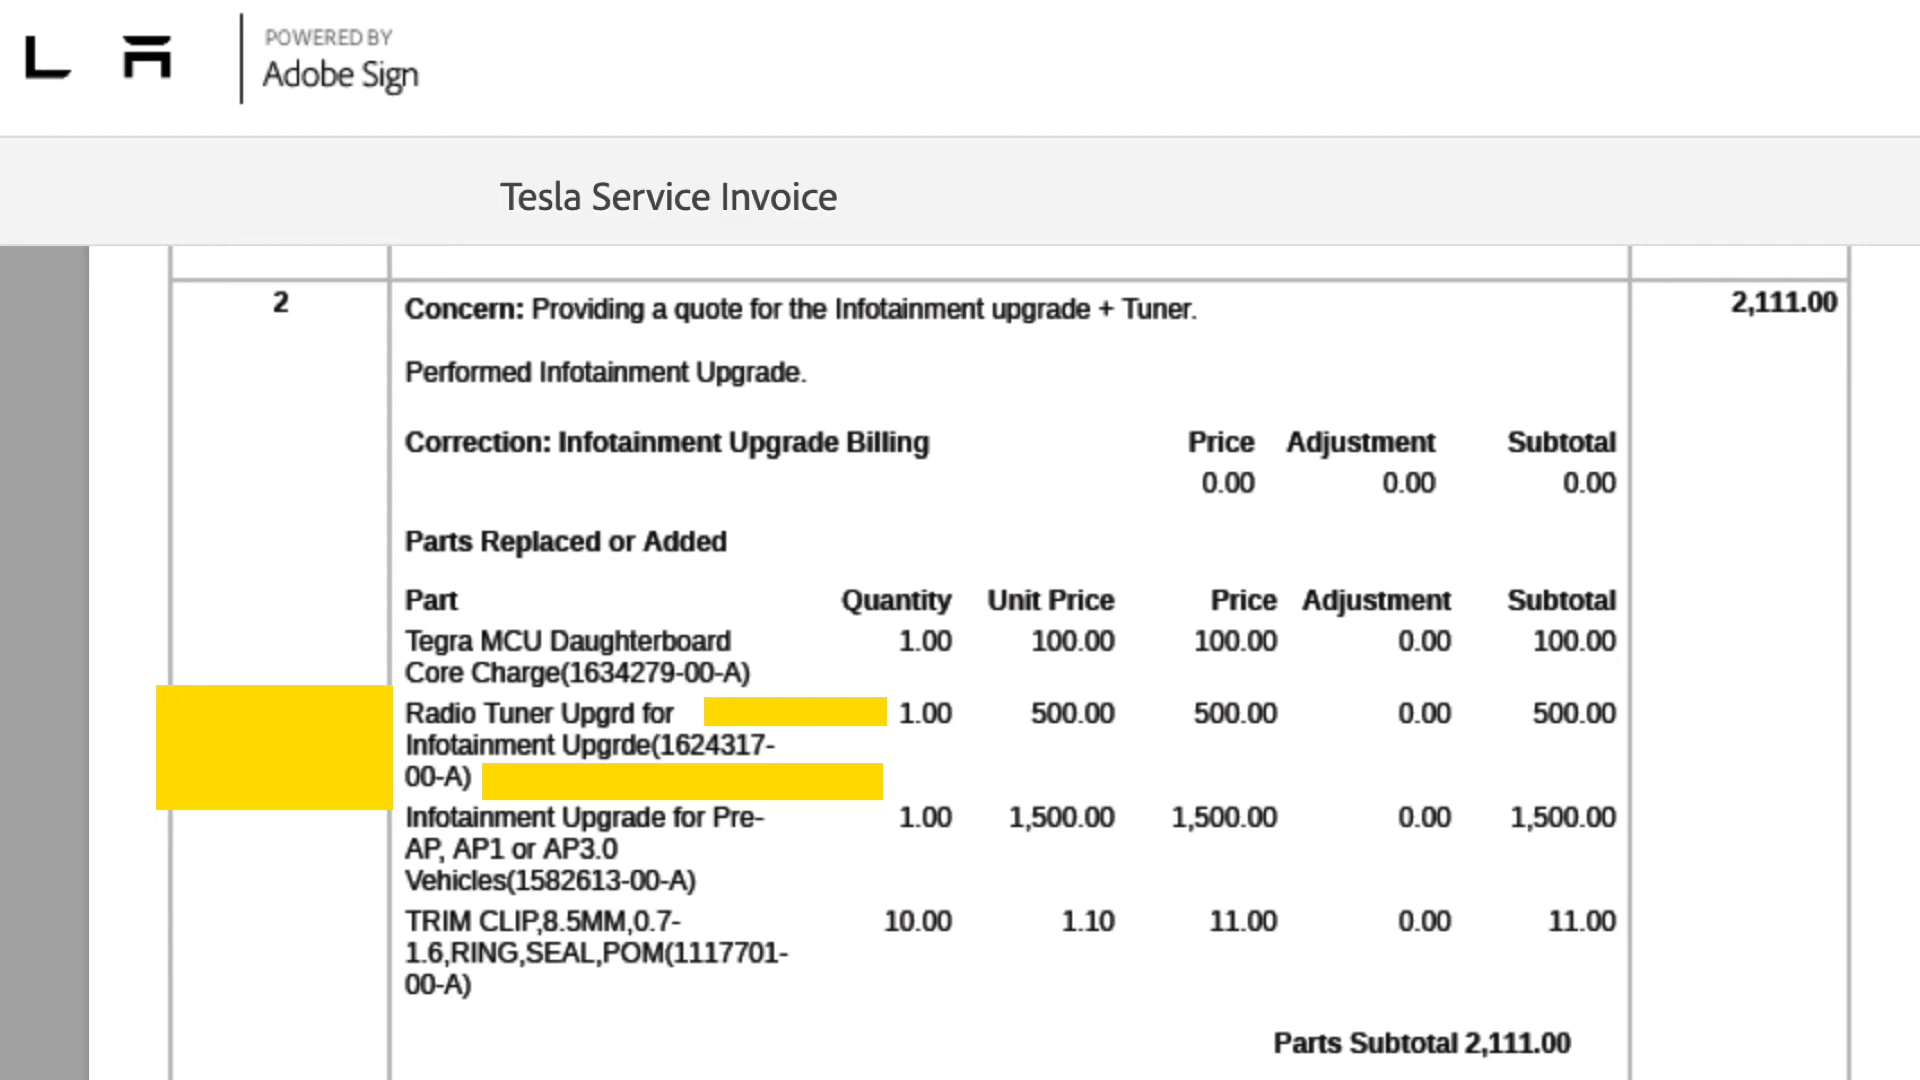 L A
POWERED BY
Adobe Sign
Tesla Service Invoice
2
Concern: Providing a quote for the Infotainment upgrade + Tuner.
2,111.00
Performed Infotainment Upgrade.
Correction: Infotainment Upgrade Billing Price Adjustment Subtotal
0.00 0.00 0.00
Parts Replaced or Added
Part Quantity Unit Price Price Adjustment Subtotal
Tegra MCU Daughterboard 1.00 100.00 100.00 0.00 100.00
Core Charge(1634279-00-A)
Radio Tuner Upgrd for 1.00 500.00 500.00 0.00 500.00
Infotainment Upgrde(1624317-
00-A)
Infotainment Upgrade for Pre- 1.00 1,500.00 1,500.00 0.00 1,500.00
AP, AP1 or AP3.0
Vehicles(1582613-00-A)
TRIM CLIP,8.5MM,0.7- 10.00 1.10 11.00 0.00 11.00
1.6,RING,SEAL,POM(1117701-
00-A)
Parts Subtotal 2,111.00